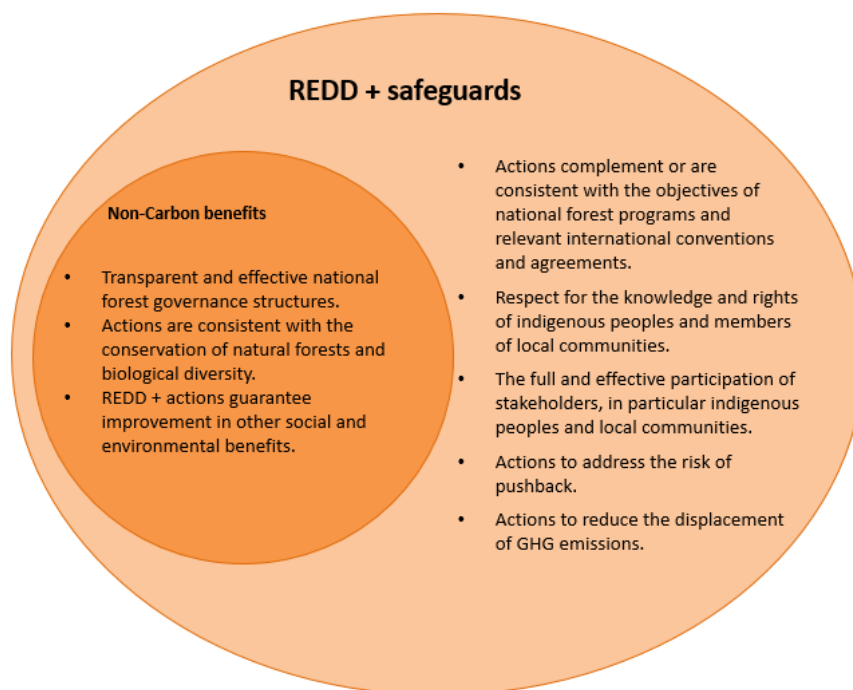 REDD + safeguards
Non-Carbon benefits
• Transparent and effective national
forest governance structures.
• Actions are consistent with the
conservation of natural forests and
biological diversity.
• REDD + actions guarantee
improvement in other social and
environmental benefits.
• Actions complement or are
consistent with the objectives of
national forest programs and
relevant international conventions
and agreements.
• Respect for the knowledge and rights
of indigenous peoples and members
of local communities.
• The full and effective participation of
stakeholders, in particular indigenous
peoples and local communities.
• Actions to address the risk of
pushback.
• Actions to reduce the displacement
of GHG emissions.